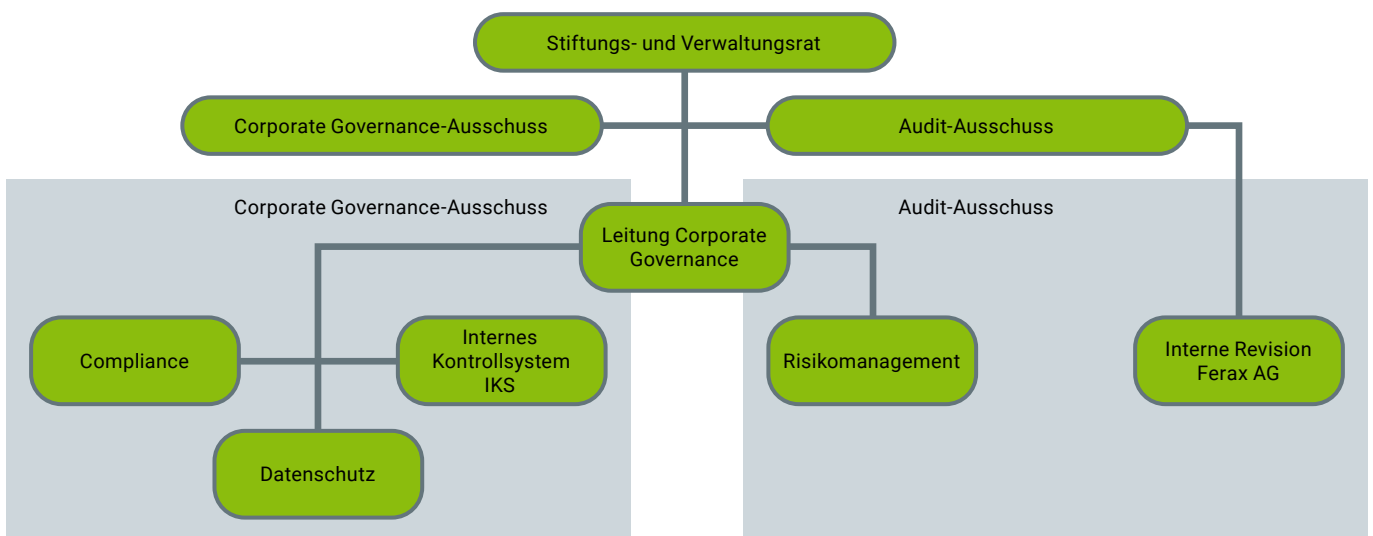 Stiftungs- und Verwaltungsrat
Corporate Governance-Ausschuss
Audit-Ausschuss
Corporate Governance-Ausschuss
Audit-Ausschuss
Leitung Corporate
Governance
Compliance
Internes
Kontrollsystem
IKS
Risikomanagement
Interne Revision
Ferax AG
Datenschutz